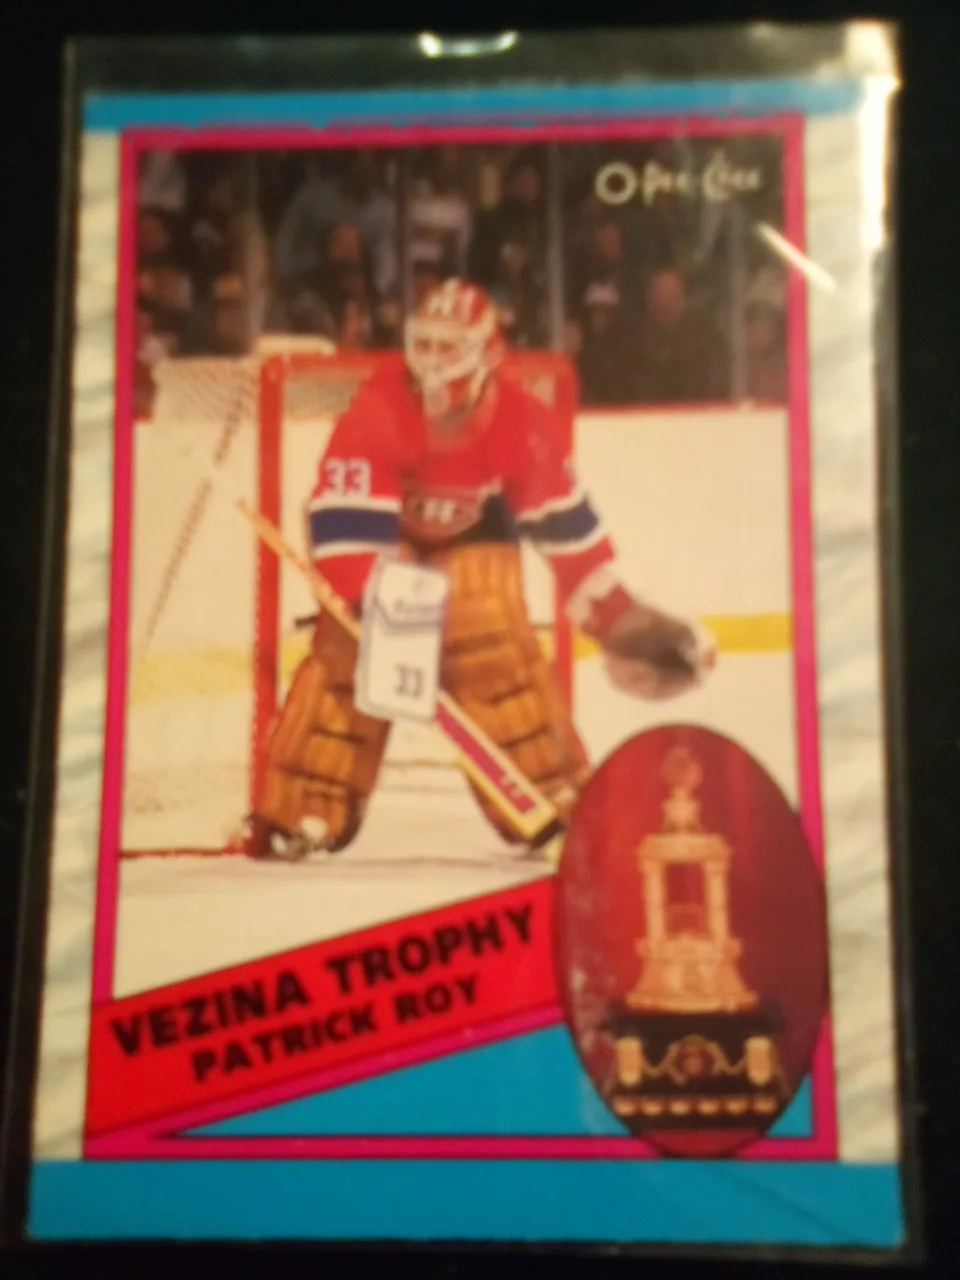 O-Pee-Chee
33
33
VEZINA TROPHY
PATRICK ROY